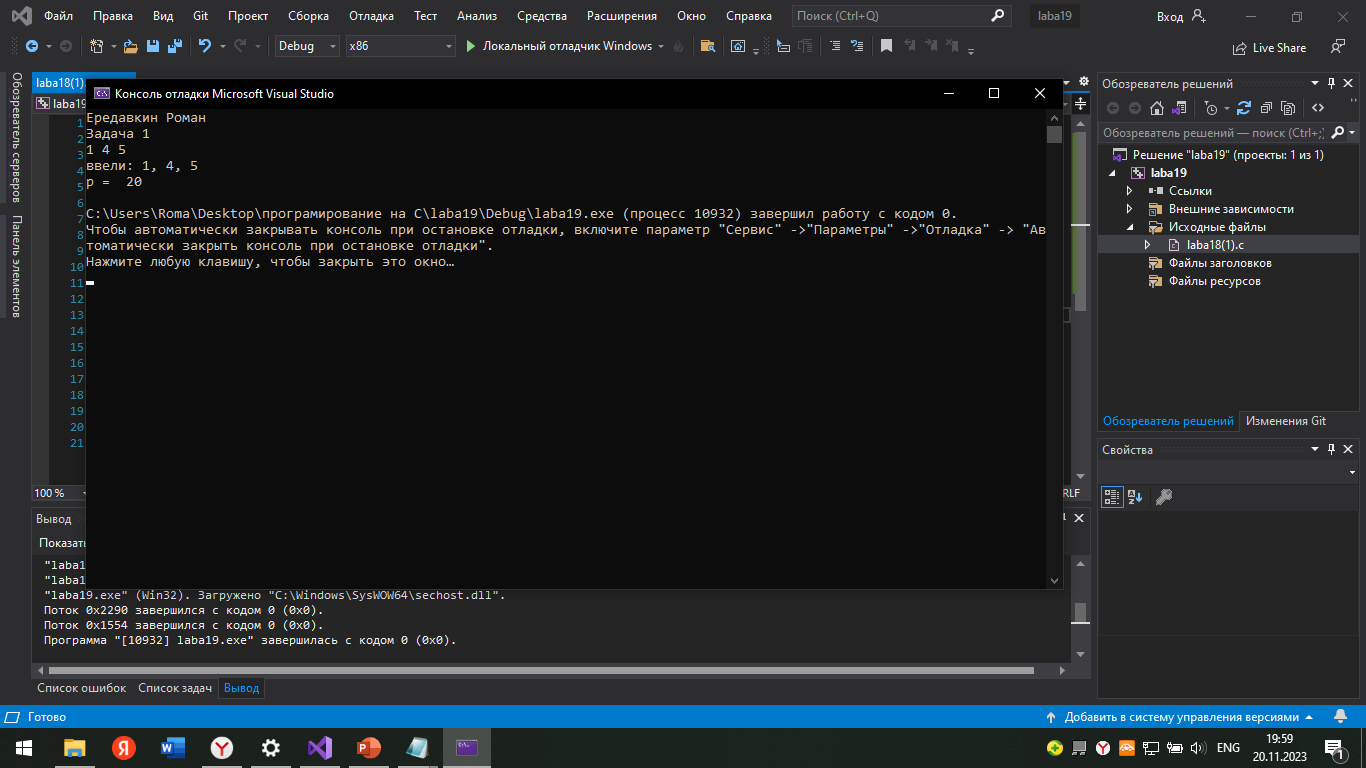 Файл Правка Вид Git Проект Сборка Отладка Тест Анализ Средства Расширения Окно Справка Поиск (Ctrl+Q) laba19 Вход
Debug x86 Локальный отладчик Windows Live Share
Обозреватель серверов
Панель элементов
laba18(1)
laba19
Консоль отладки Microsoft Visual Studio
Ередавкин Роман
Задача 1
1 4 5
ввели: 1, 4, 5
p =  20
C:\Users\Roma\Desktop\програмирование на C\laba19\Debug\laba19.exe (процесс 10932) завершил работу с кодом 0.
Чтобы автоматически закрывать консоль при остановке отладки, включите параметр "Сервис" ->"Параметры" ->"Отладка" -> "Ав
томатически закрыть консоль при остановке отладки".
Нажмите любую клавишу, чтобы закрыть это окно…
1
2
3
4
5
6
7
8
9
10
11
12
13
14
15
16
17
18
19
20
21
100 %
RLF
Обозреватель решений
Обозреватель решений — поиск (Ctrl+;)
Решение "laba19" (проекты: 1 из 1)
laba19
Ссылки
Внешние зависимости
Исходные файлы
laba18(1).c
Файлы заголовков
Файлы ресурсов
Обозреватель решений Изменения Git
Свойства
Вывод
Показать
"laba1
"laba1
"laba19.exe" (Win32). Загружено "C:\Windows\SysWOW64\sechost.dll".
Поток 0x2290 завершился с кодом 0 (0x0).
Поток 0x1554 завершился с кодом 0 (0x0).
Программа "[10932] laba19.exe" завершилась с кодом 0 (0x0).
Список ошибок Список задач Вывод
Готово
Добавить в систему управления версиями
ENG
19:59
20.11.2023
1